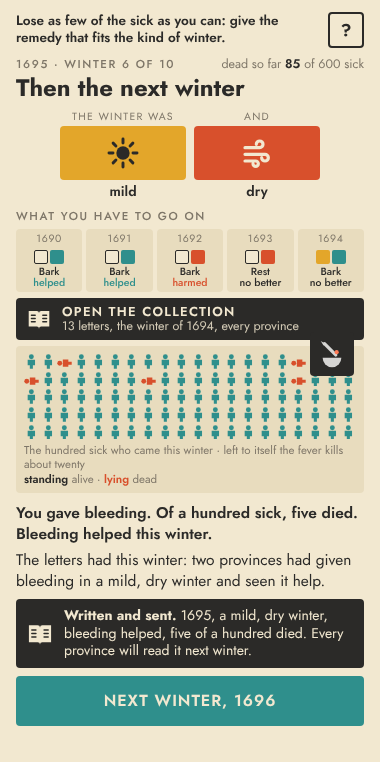 Lose as few of the sick as you can: give the
remedy that fits the kind of winter.
?
1695 · WINTER 6 OF 10
dead so far 85 of 600 sick
Then the next winter
THE WINTER WAS
AND
mild
dry
WHAT YOU HAVE TO GO ON
1690
1691
1692
1693
1694
Bark
helped
Bark
helped
Bark
harmed
Rest
no better
Bark
no better
OPEN THE COLLECTION
13 letters, the winter of 1694, every province
The hundred sick who came this winter · left to itself the fever kills
about twenty
standing alive · lying dead
You gave bleeding. Of a hundred sick, five died.
Bleeding helped this winter.
The letters had this winter: two provinces had given
bleeding in a mild, dry winter and seen it help.
Written and sent. 1695, a mild, dry winter,
bleeding helped, five of a hundred died. Every
province will read it next winter.
NEXT WINTER, 1696